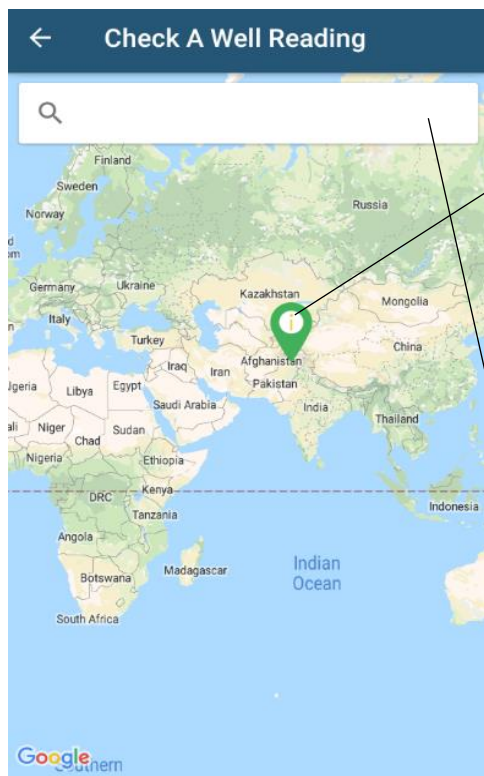 Check A Well Reading
Finland
Sweden
Russia
Norway
Germany
Ukraine
Kazakhstan
Mongolia
Italy
Turkey
China
Afghanistan
Iraq
Iran
Pakistan
Libya
Egypt
Saudi Arabia
India
Thailand
Niger
Chad
Sudan
Nigeria
Ethiopia
DRC
Kenya
Indonesia
Tanzania
Angola
Indian
Ocean
Botswana
Madagascar
South Africa
Google